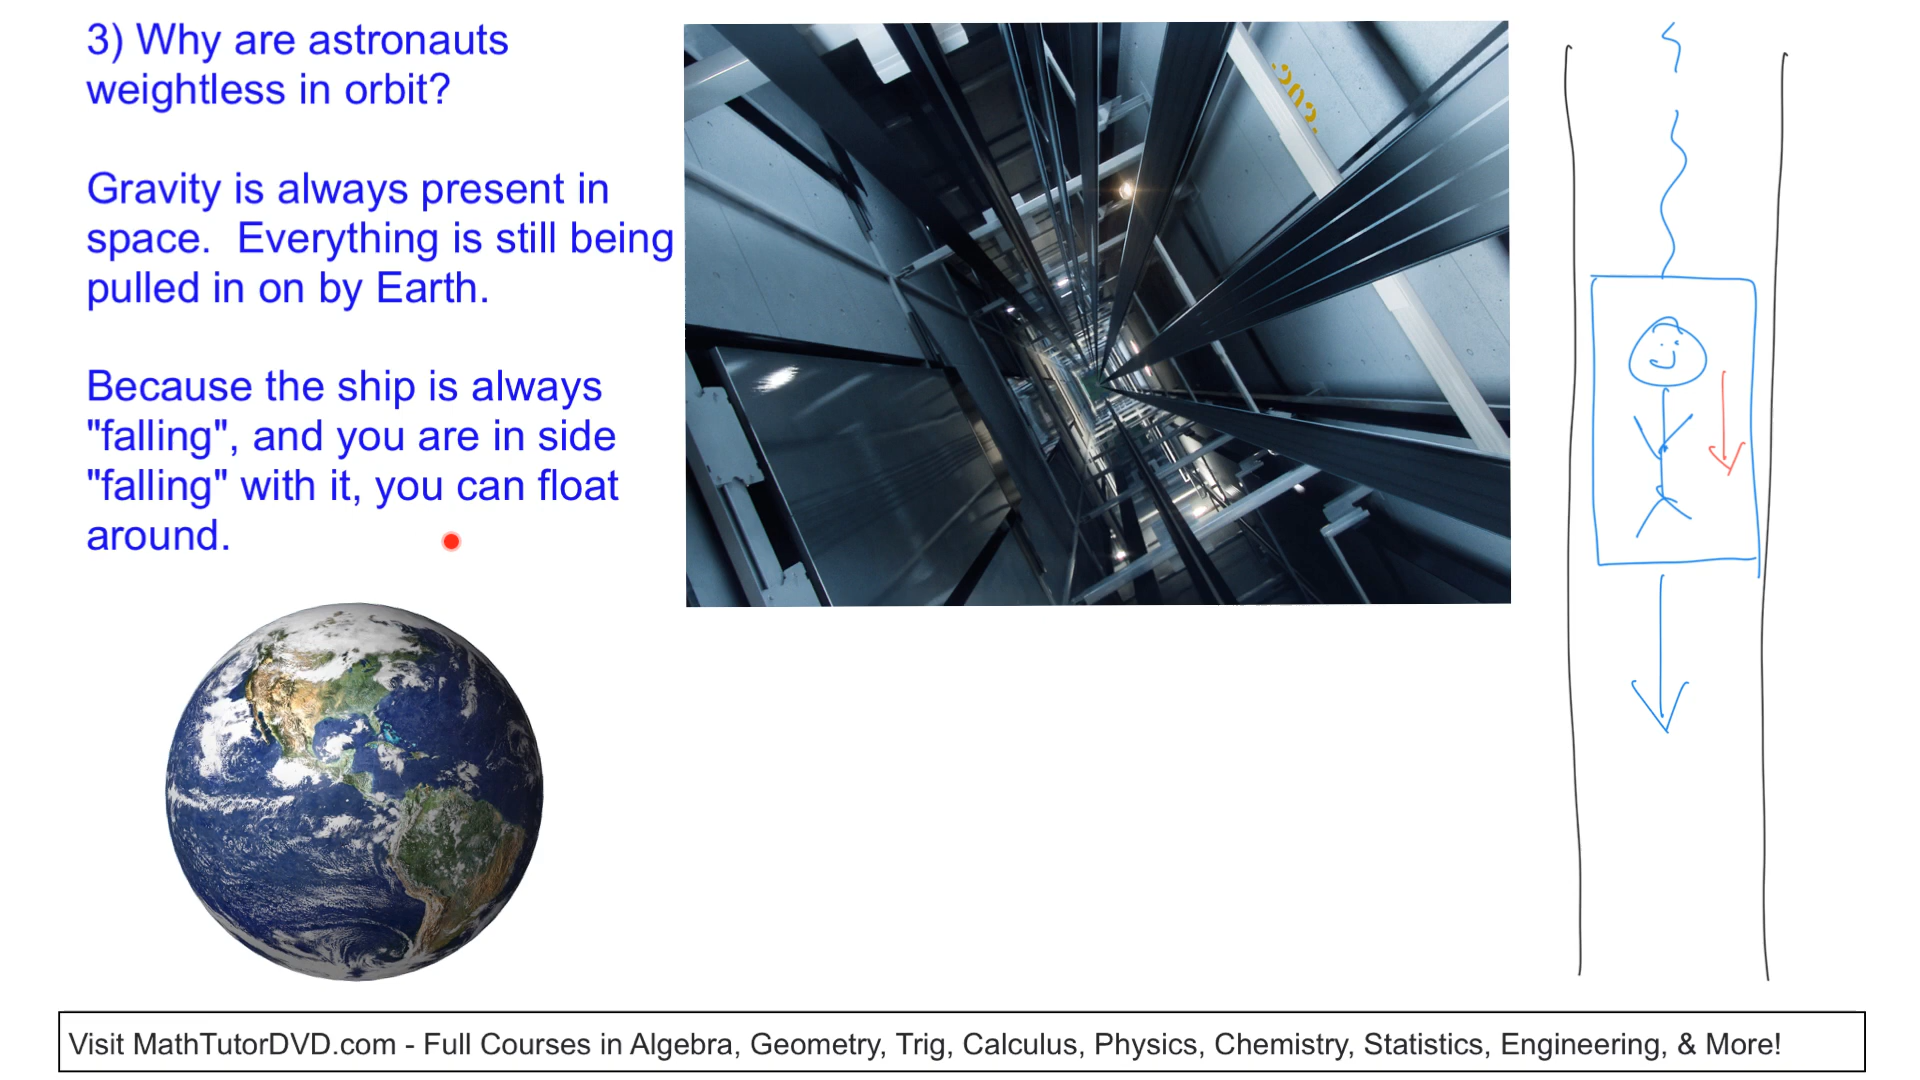 3) Why are astronauts
weightless in orbit?
Gravity is always present in
space.  Everything is still being
pulled in on by Earth.
Because the ship is always
"falling", and you are in side
"falling" with it, you can float
around.
202.
Visit MathTutorDVD.com - Full Courses in Algebra, Geometry, Trig, Calculus, Physics, Chemistry, Statistics, Engineering, & More!